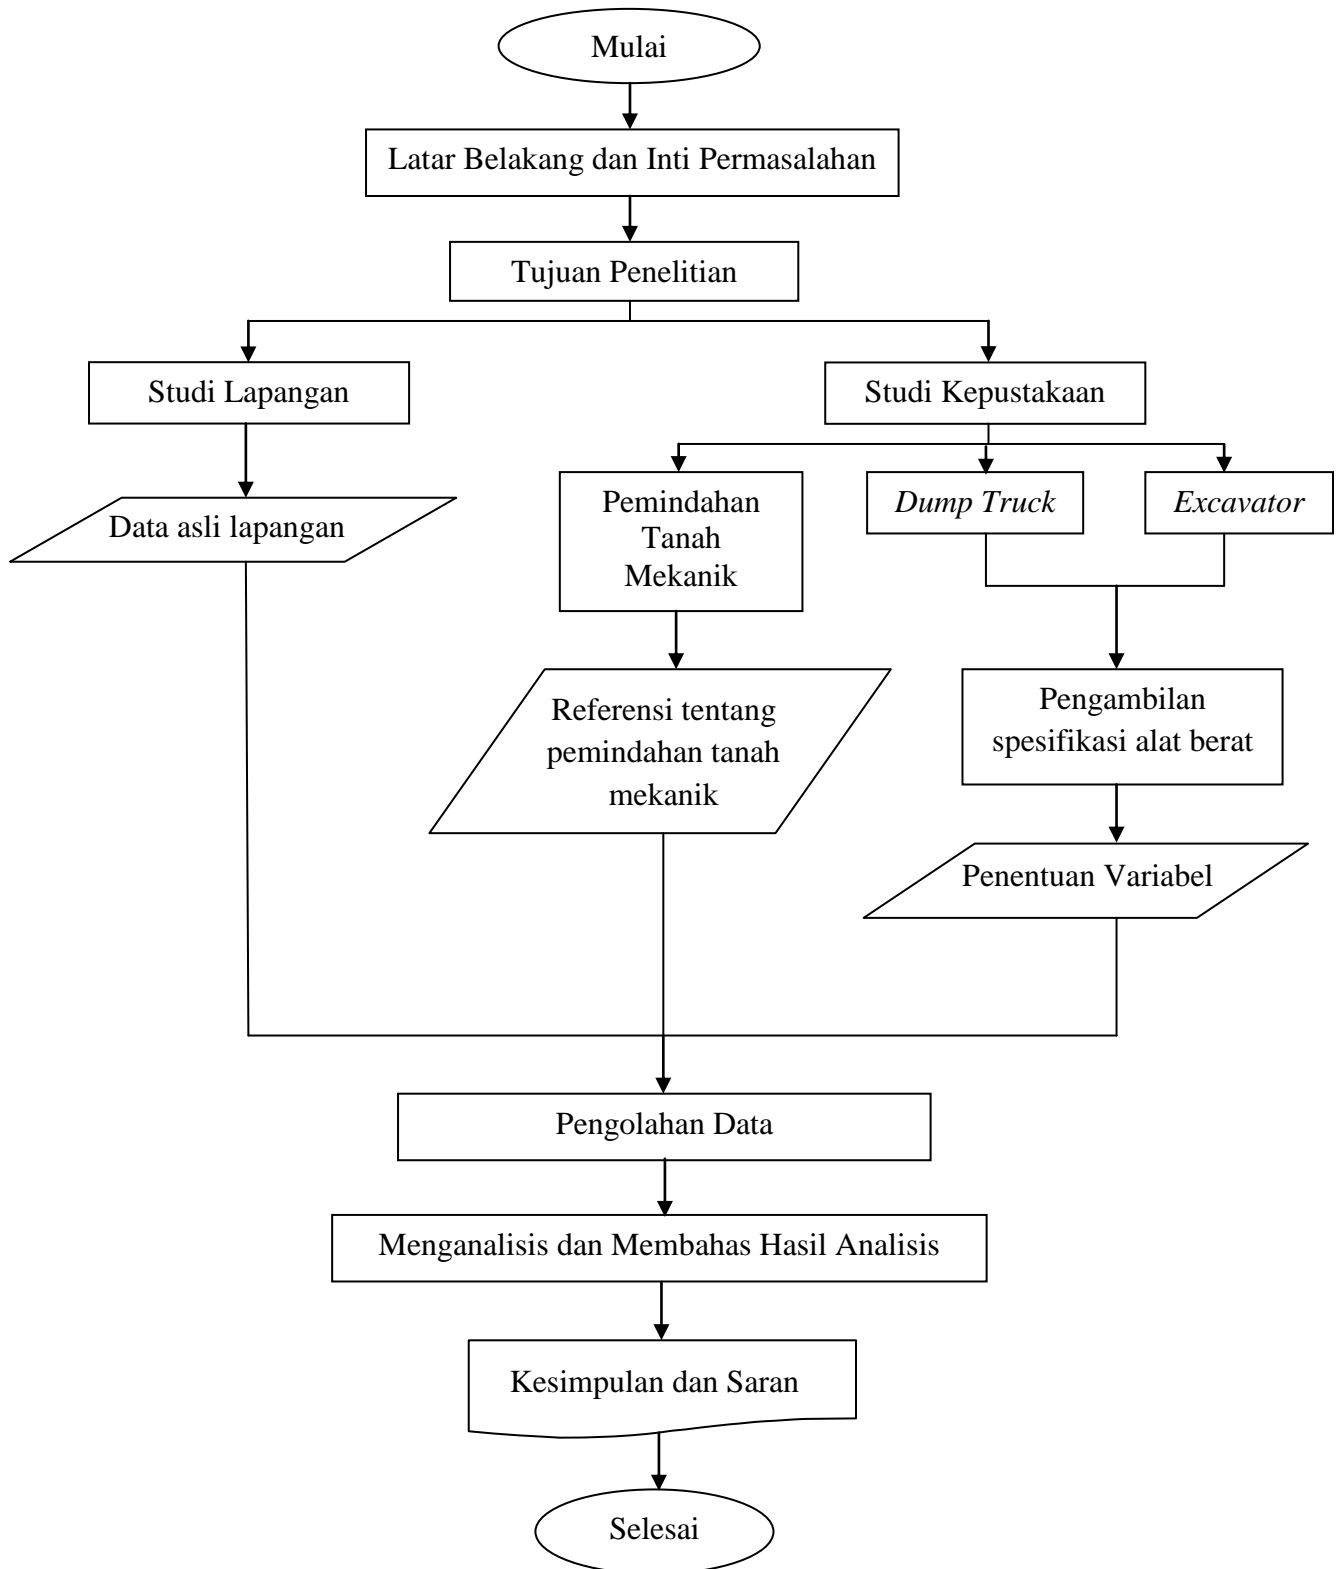 Mulai
Latar Belakang dan Inti Permasalahan
Tujuan Penelitian
Studi Lapangan
Studi Kepustakaan
Data asli lapangan
Pemindahan
Tanah
Mekanik
Dump Truck
Excavator
Referensi tentang
pemindahan tanah
mekanik
Pengambilan
spesifikasi alat berat
Penentuan Variabel
Pengolahan Data
Menganalisis dan Membahas Hasil Analisis
Kesimpulan dan Saran
Selesai